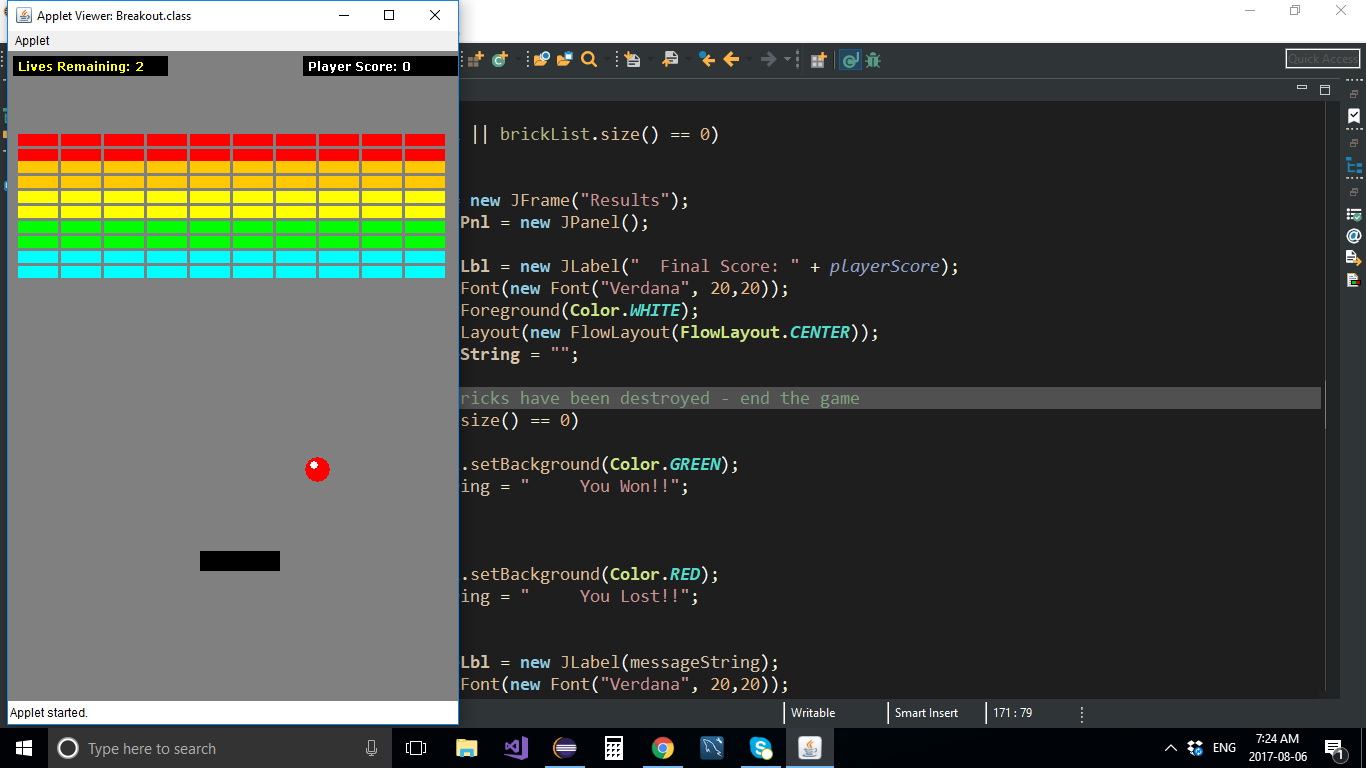 Applet Viewer: Breakout.class
Applet
Lives Remaining: 2
Player Score: 0
Quick Access
|| brickList.size() == 0)
new JFrame("Results");
Pnl = new JPanel();
Lbl = new JLabel("  Final Score: " + playerScore);
Font(new Font("Verdana", 20,20));
Foreground(Color.WHITE);
Layout(new FlowLayout(FlowLayout.CENTER));
String = "";
ricks have been destroyed - end the game
size() == 0)
.setBackground(Color.GREEN);
ing = "     You Won!!";
.setBackground(Color.RED);
ing = "     You Lost!!";
Lbl = new JLabel(messageString);
Font(new Font("Verdana", 20,20));
Applet started.
Writable
Smart Insert
171 : 79
Type here to search
ENG
7:24 AM
2017-08-06
1